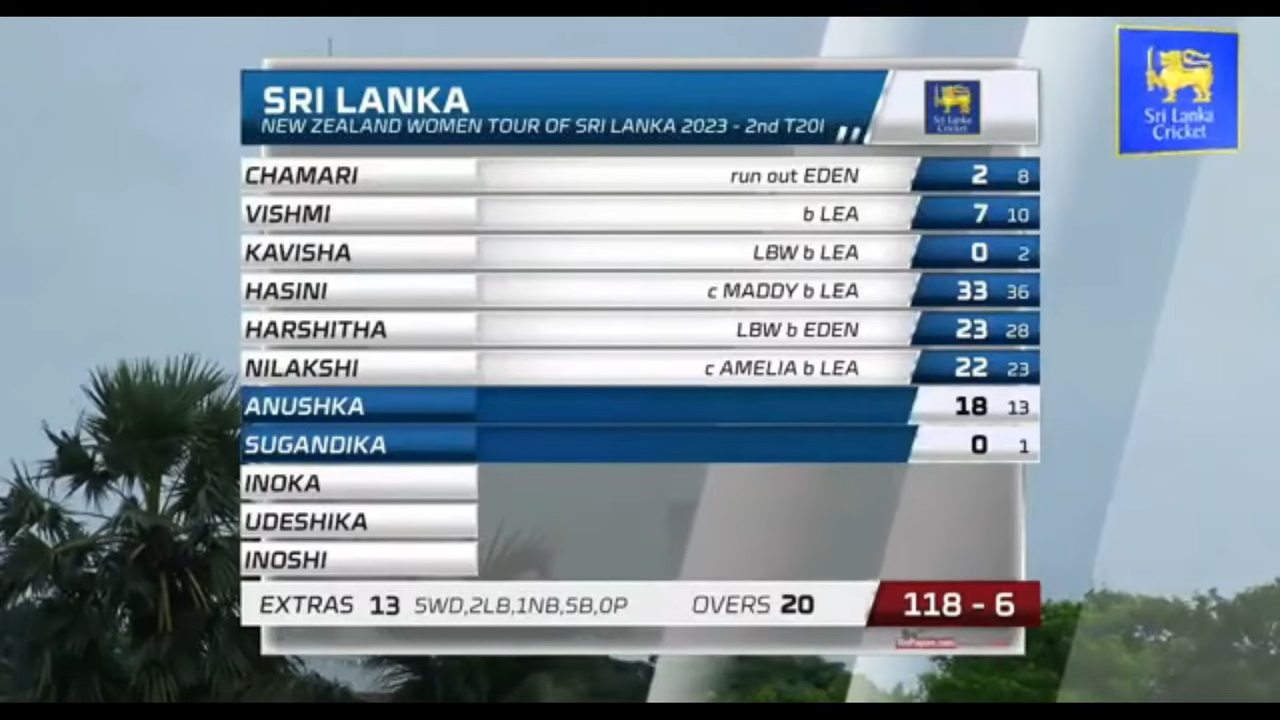 SRI LANKA
NEW ZEALAND WOMEN TOUR OF SRI LANKA 2023 - 2nd T20I
Sri Lanka
Cricket
Sri Lanka
Cricket
CHAMARI run out EDEN 2 8
VISHMI b LEA 7 10
KAVISHA LBW b LEA 0 2
HASINI c MADDY b LEA 33 36
HARSHITHA LBW b EDEN 23 28
NILAKSHI c AMELIA b LEA 22 23
ANUSHKA 18 13
SUGANDIKA 0 1
INOKA
UDESHIKA
INOSHI
EXTRAS 13 5WD,2LB,1NB,5B,0P OVERS 20 118 - 6